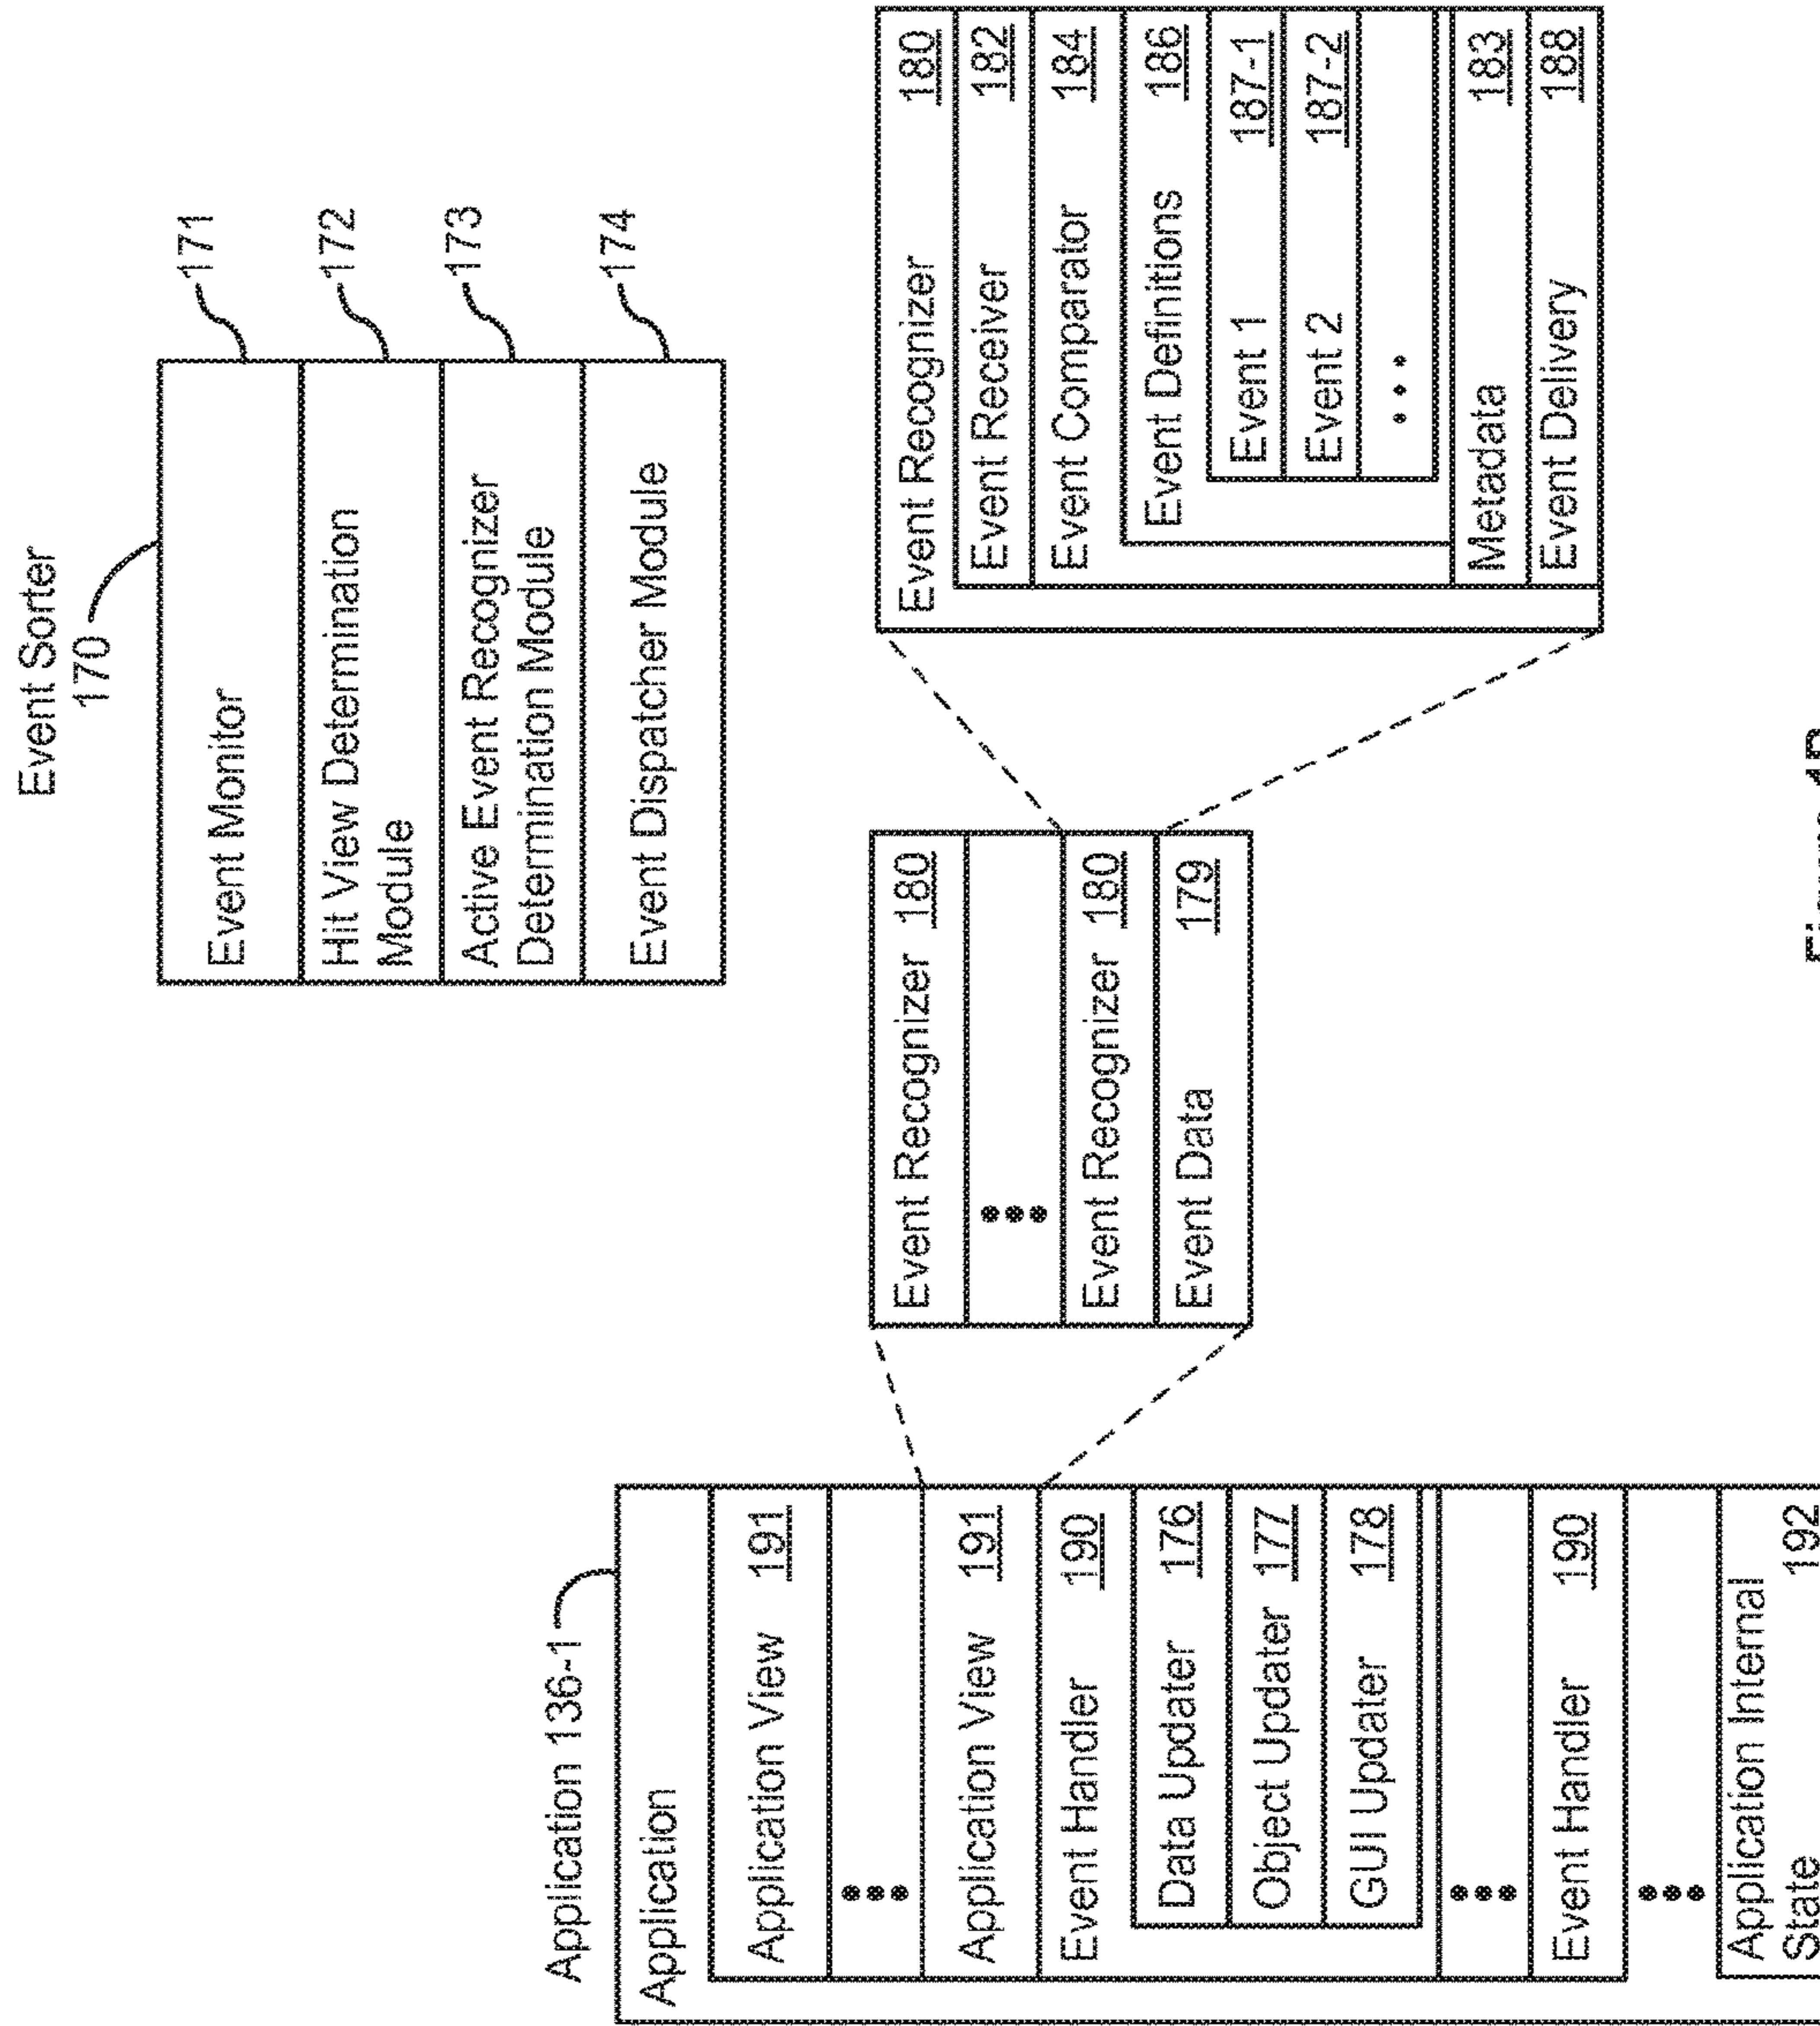 Event Sorter
170
Event Monitor
171
Hit View Determination
Module
172
Active Event Recognizer
Determination Module
173
Event Dispatcher Module
174
Application 136-1
Application
Application View 191
Application View 191
Event Handler 190
Data Updater 176
Object Updater 177
GUI Updater 178
Event Handler 190
Application Internal
State 192
Event Recognizer 180
Event Recognizer 180
Event Data 179
Event Recognizer 180
Event Receiver 182
Event Comparator 184
Event Definitions 186
Event 1 187-1
Event 2 187-2
Metadata 183
Event Delivery 188